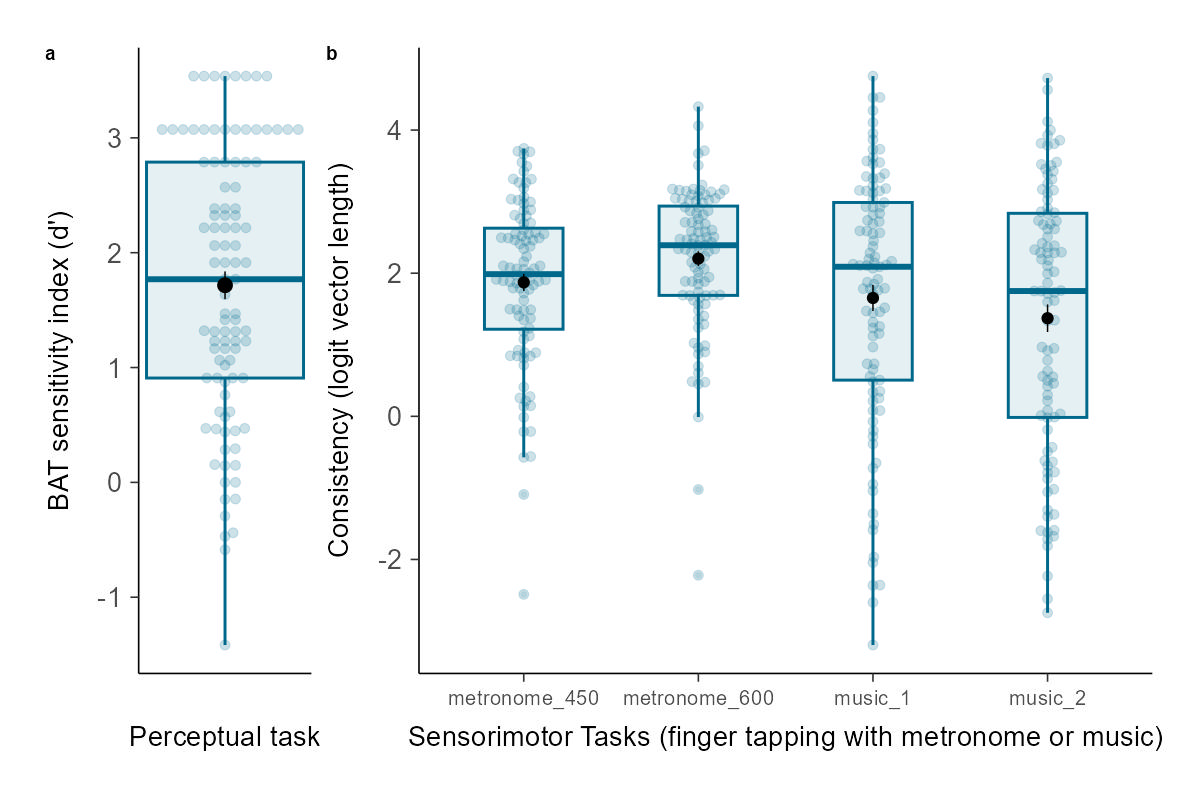 a
b
BAT sensitivity index (d')
3
2
1
0
-1
Perceptual task
Consistency (logit vector length)
4
2
0
-2
metronome_450 metronome_600 music_1 music_2
Sensorimotor Tasks (finger tapping with metronome or music)